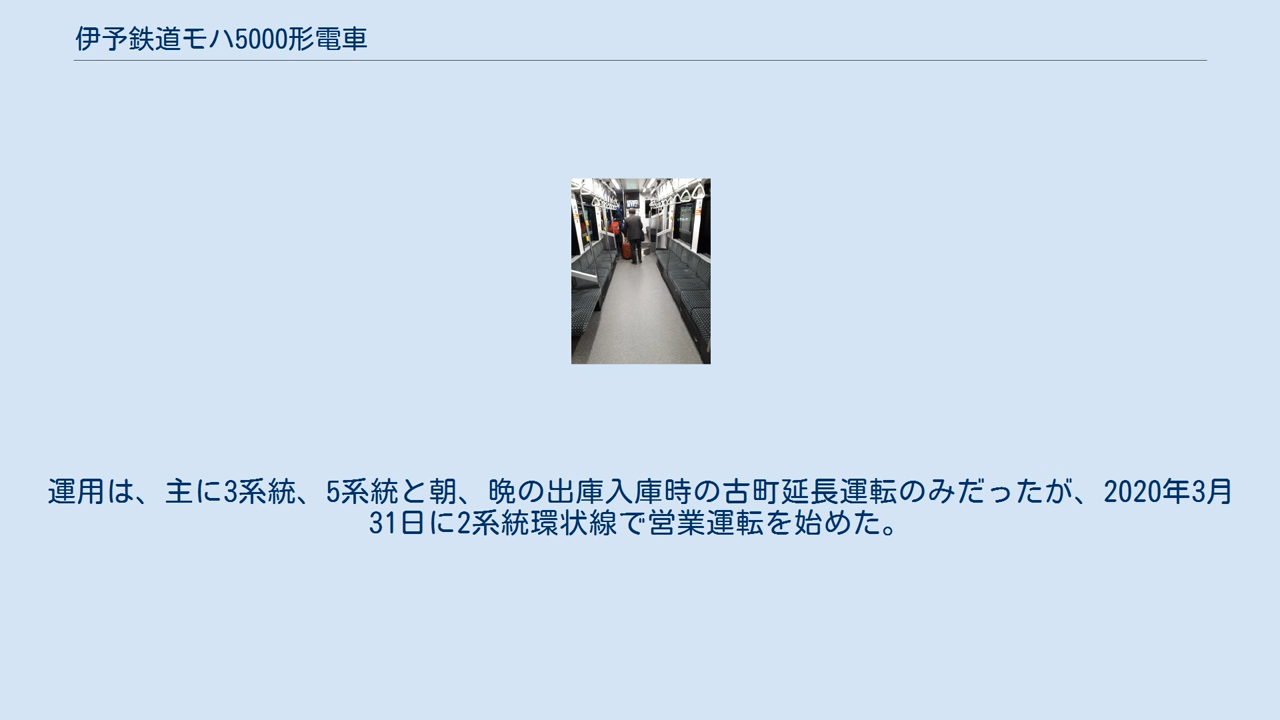 伊予鉄道モハ5000形電車
運用は、主に3系統、5系統と朝、晩の出庫入庫時の古町延長運転のみだったが、2020年3月
31日に2系統環状線で営業運転を始めた。